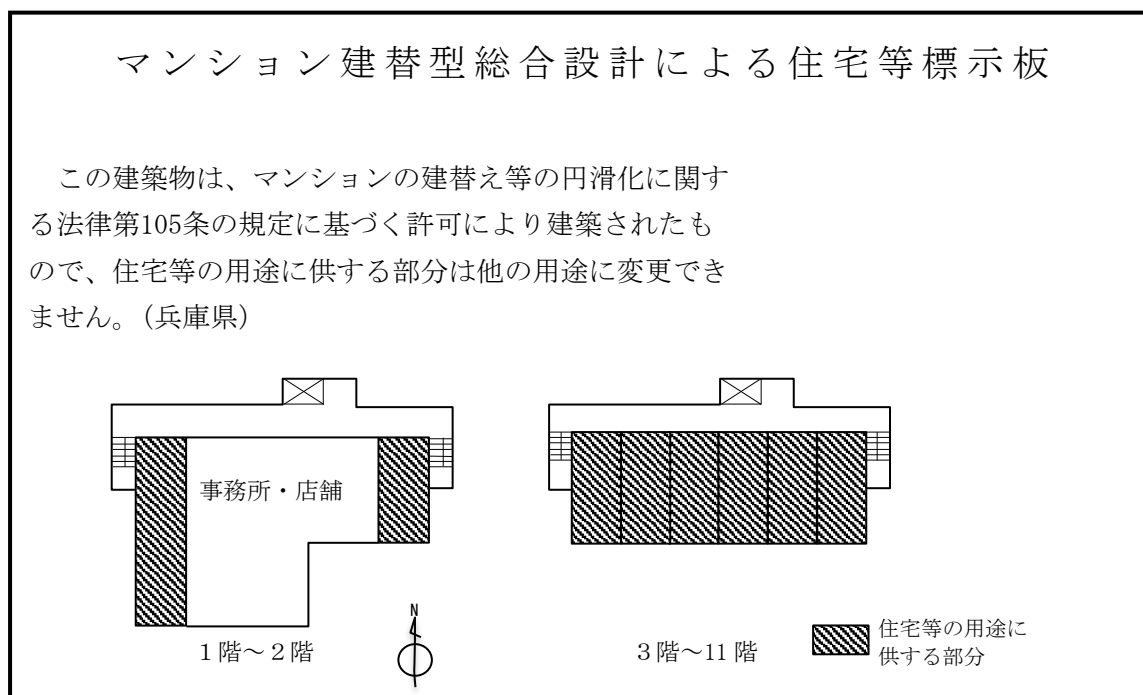 マンション建替型総合設計による住宅等標示板
この建築物は、マンションの建替え等の円滑化に関す
る法律第105条の規定に基づく許可により建築されたも
ので、住宅等の用途に供する部分は他の用途に変更でき
ません。（兵庫県）
事務所・店舗
N
１階～２階
３階～11 階
住宅等の用途に
供する部分